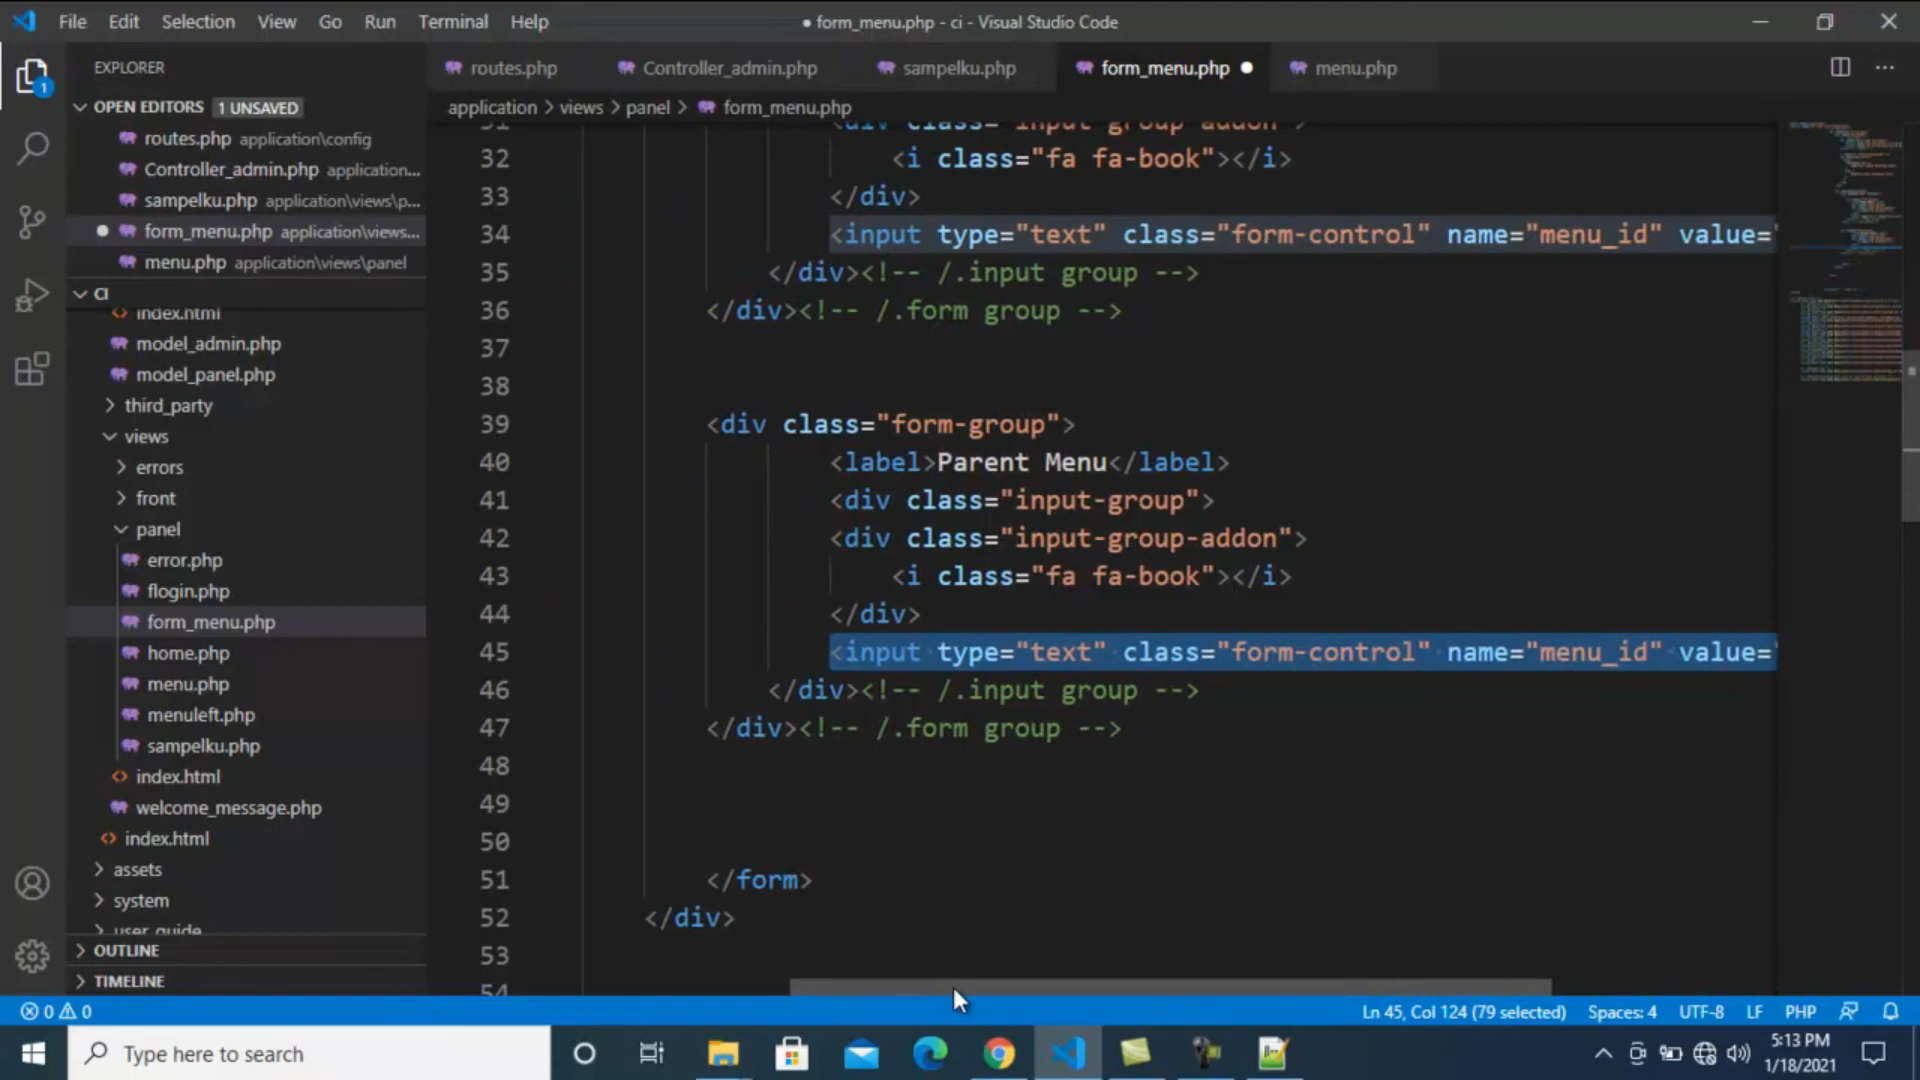 File Edit Selection View Go Run Terminal Help
● form_menu.php - ci - Visual Studio Code
EXPLORER
OPEN EDITORS 1 UNSAVED
routes.php application\config
Controller_admin.php application...
sampelku.php application\views\p...
form_menu.php application\views...
menu.php application\views\panel
CI
index.html
model_admin.php
model_panel.php
third_party
views
errors
front
panel
error.php
flogin.php
form_menu.php
home.php
menu.php
menuleft.php
sampelku.php
index.html
welcome_message.php
index.html
assets
system
user_guide
OUTLINE
TIMELINE
routes.php Controller_admin.php sampelku.php form_menu.php ● menu.php
application > views > panel > form_menu.php
31 <div class="input-group-addon">
32 <i class="fa fa-book"></i>
33 </div>
34 <input type="text" class="form-control" name="menu_id" value="
35 </div><!-- /.input group -->
36 </div><!-- /.form group -->
37
38
39 <div class="form-group">
40 <label>Parent Menu</label>
41 <div class="input-group">
42 <div class="input-group-addon">
43 <i class="fa fa-book"></i>
44 </div>
45 <input type="text" class="form-control" name="menu_id" value="
46 </div><!-- /.input group -->
47 </div><!-- /.form group -->
48
49
50
51 </form>
52 </div>
53
54
0 0
Ln 45, Col 124 (79 selected) Spaces: 4 UTF-8 LF PHP
Type here to search
5:13 PM
1/18/2021